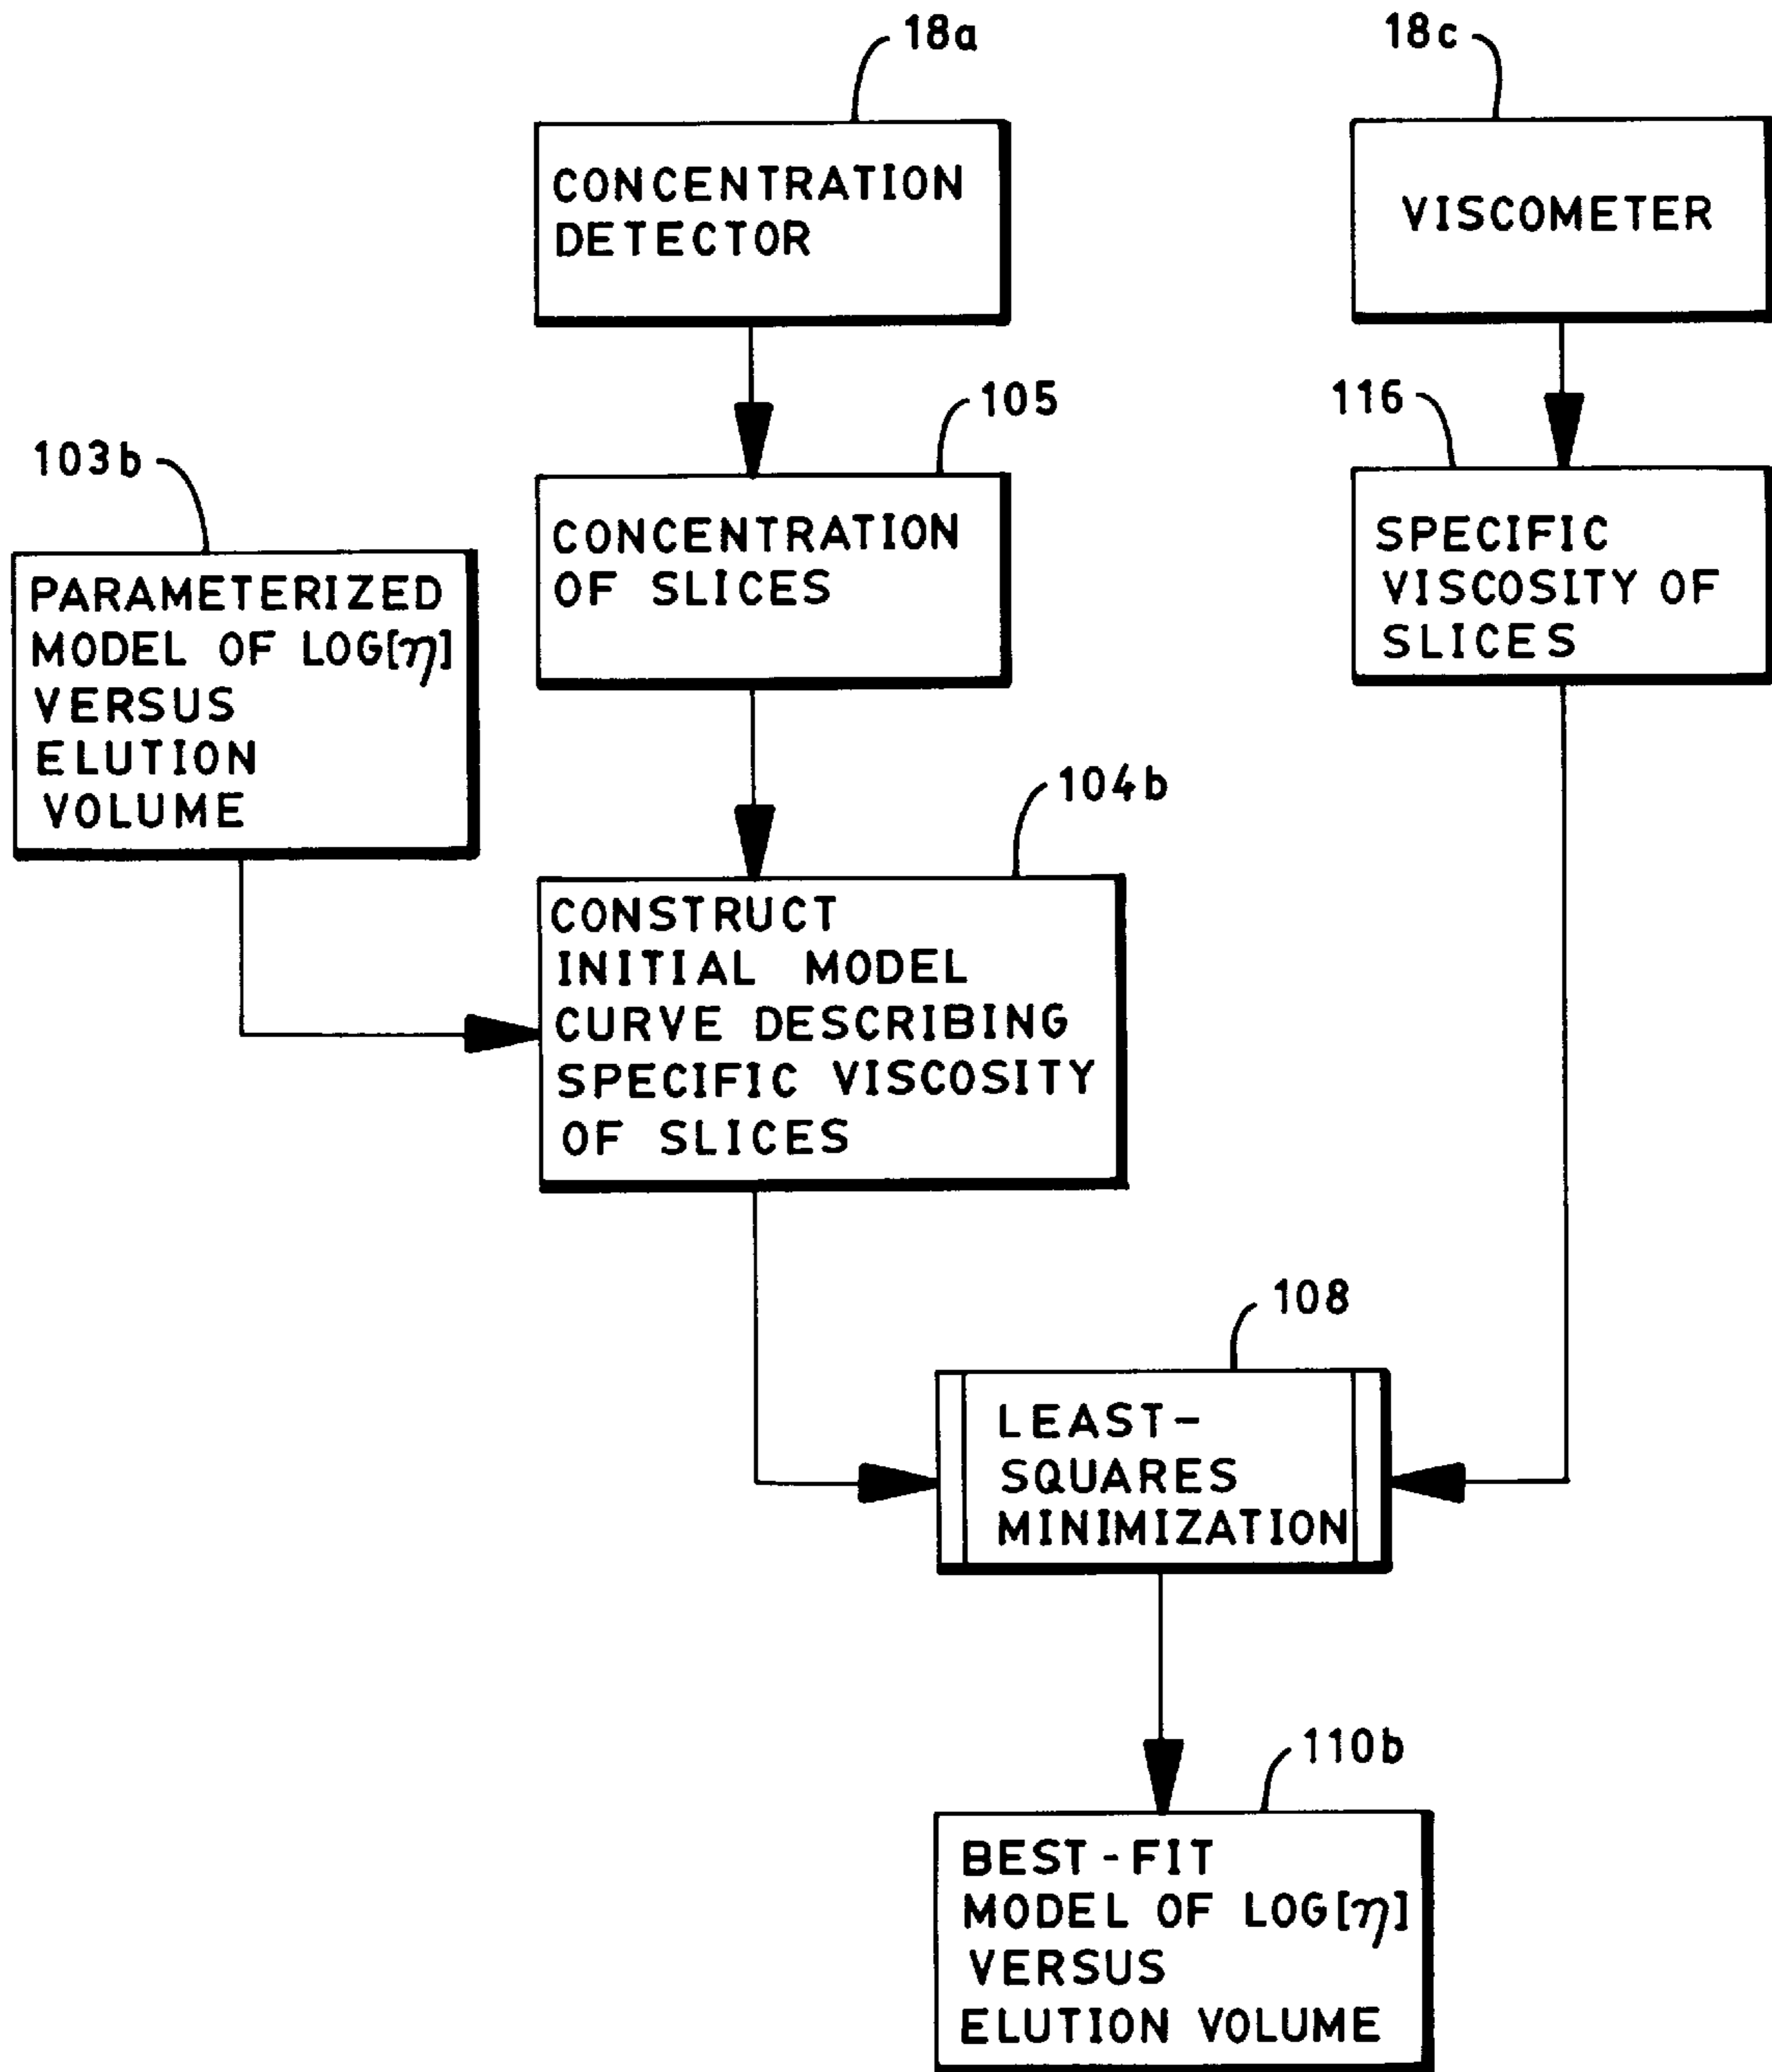 18a
18c
CONCENTRATION
DETECTOR
VISCOMETER
105
116
103b
CONCENTRATION
OF SLICES
SPECIFIC
VISCOSITY OF
SLICES
PARAMETERIZED
MODEL OF LOG[η]
VERSUS
ELUTION
VOLUME
104b
CONSTRUCT
INITIAL MODEL
CURVE DESCRIBING
SPECIFIC VISCOSITY
OF SLICES
108
LEAST-
SQUARES
MINIMIZATION
110b
BEST-FIT
MODEL OF LOG[η]
VERSUS
ELUTION VOLUME